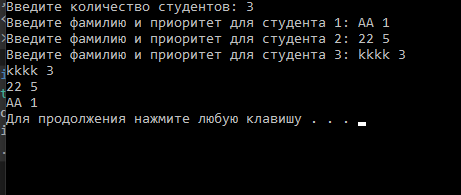 Введите количество студентов: 3
Введите фамилию и приоритет для студента 1: AA 1
Введите фамилию и приоритет для студента 2: 22 5
Введите фамилию и приоритет для студента 3: kkkk 3
kkkk 3
22 5
AA 1
Для продолжения нажмите любую клавишу . . .